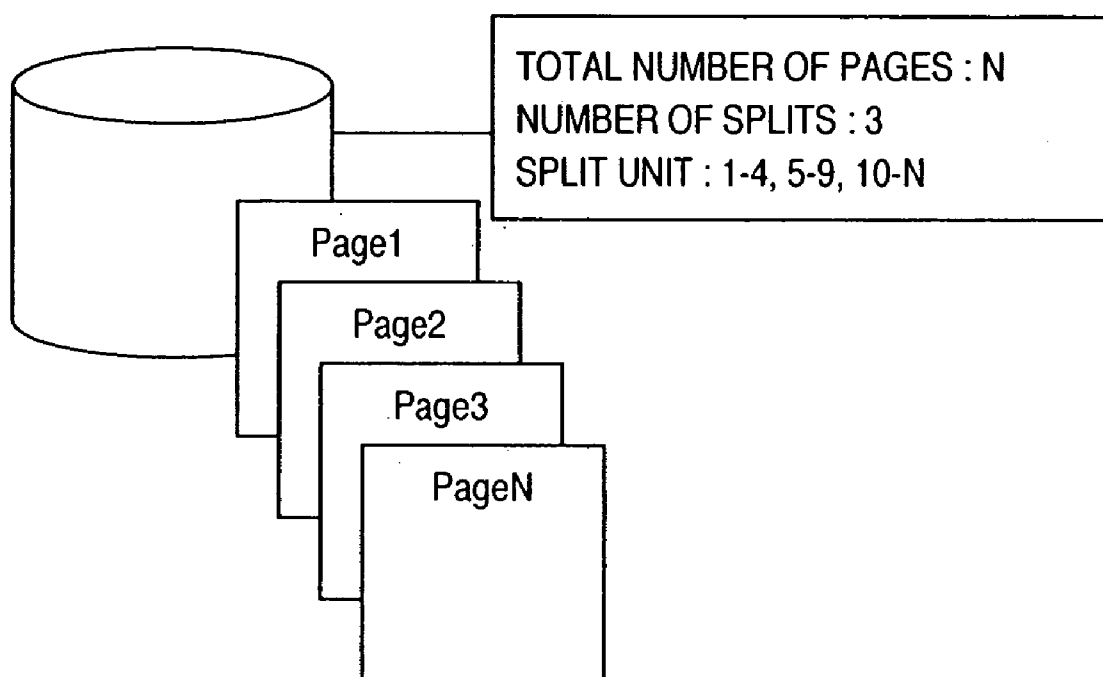 TOTAL NUMBER OF PAGES : N
NUMBER OF SPLITS : 3
SPLIT UNIT : 1-4, 5-9, 10-N
Page1
Page2
Page3
PageN